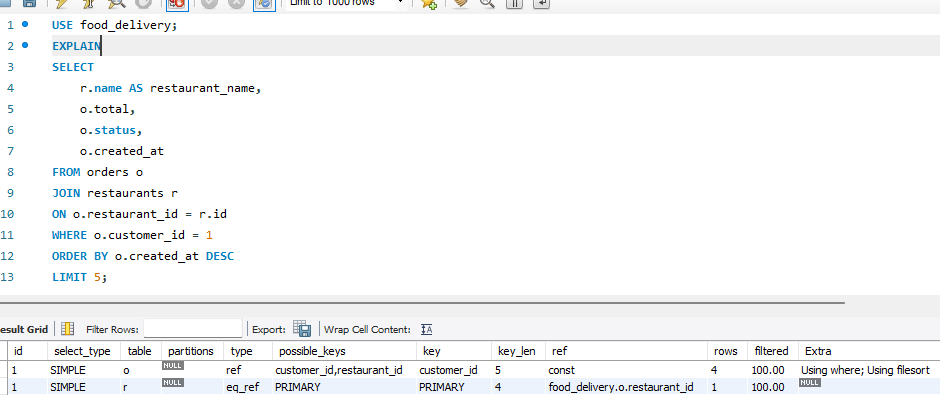 Limit to 1000 rows
1 USE food_delivery;
2 EXPLAIN
3 SELECT
4 r.name AS restaurant_name,
5 o.total,
6 o.status,
7 o.created_at
8 FROM orders o
9 JOIN restaurants r
10 ON o.restaurant_id = r.id
11 WHERE o.customer_id = 1
12 ORDER BY o.created_at DESC
13 LIMIT 5;
esult Grid Filter Rows: Export: Wrap Cell Content: IA
id select_type table partitions type possible_keys key key_len ref rows filtered Extra
1 SIMPLE o NULL ref customer_id,restaurant_id customer_id 5 const 4 100.00 Using where; Using filesort
1 SIMPLE r NULL eq_ref PRIMARY PRIMARY 4 food_delivery.o.restaurant_id 1 100.00 NULL